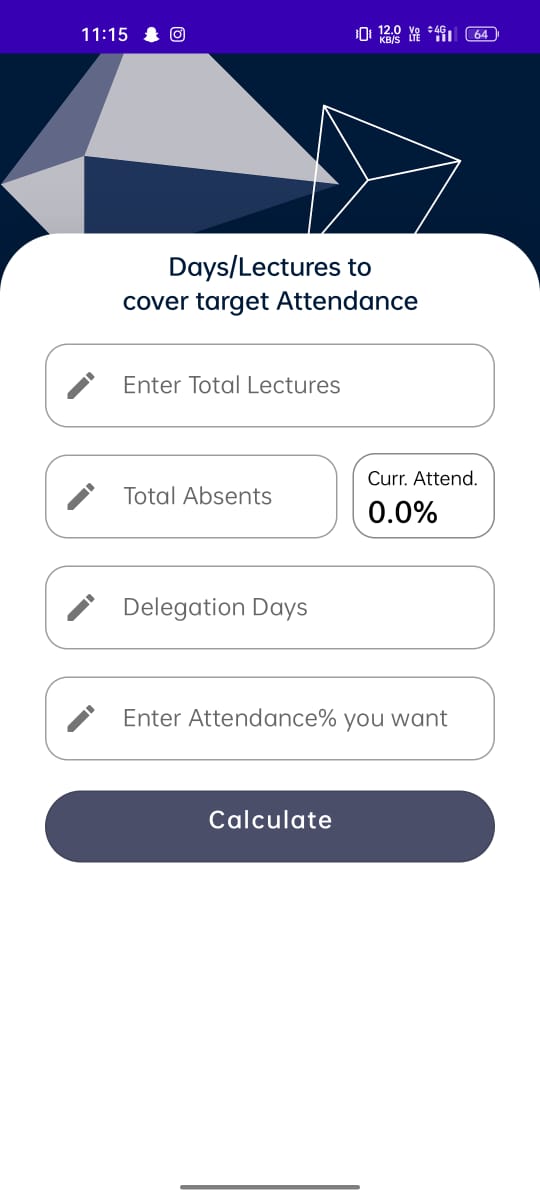 11:15 12.0 KB/S Vo LTE 4G 64
Days/Lectures to
cover target Attendance
Enter Total Lectures
Total Absents
Curr. Attend.
0.0%
Delegation Days
Enter Attendance% you want
Calculate